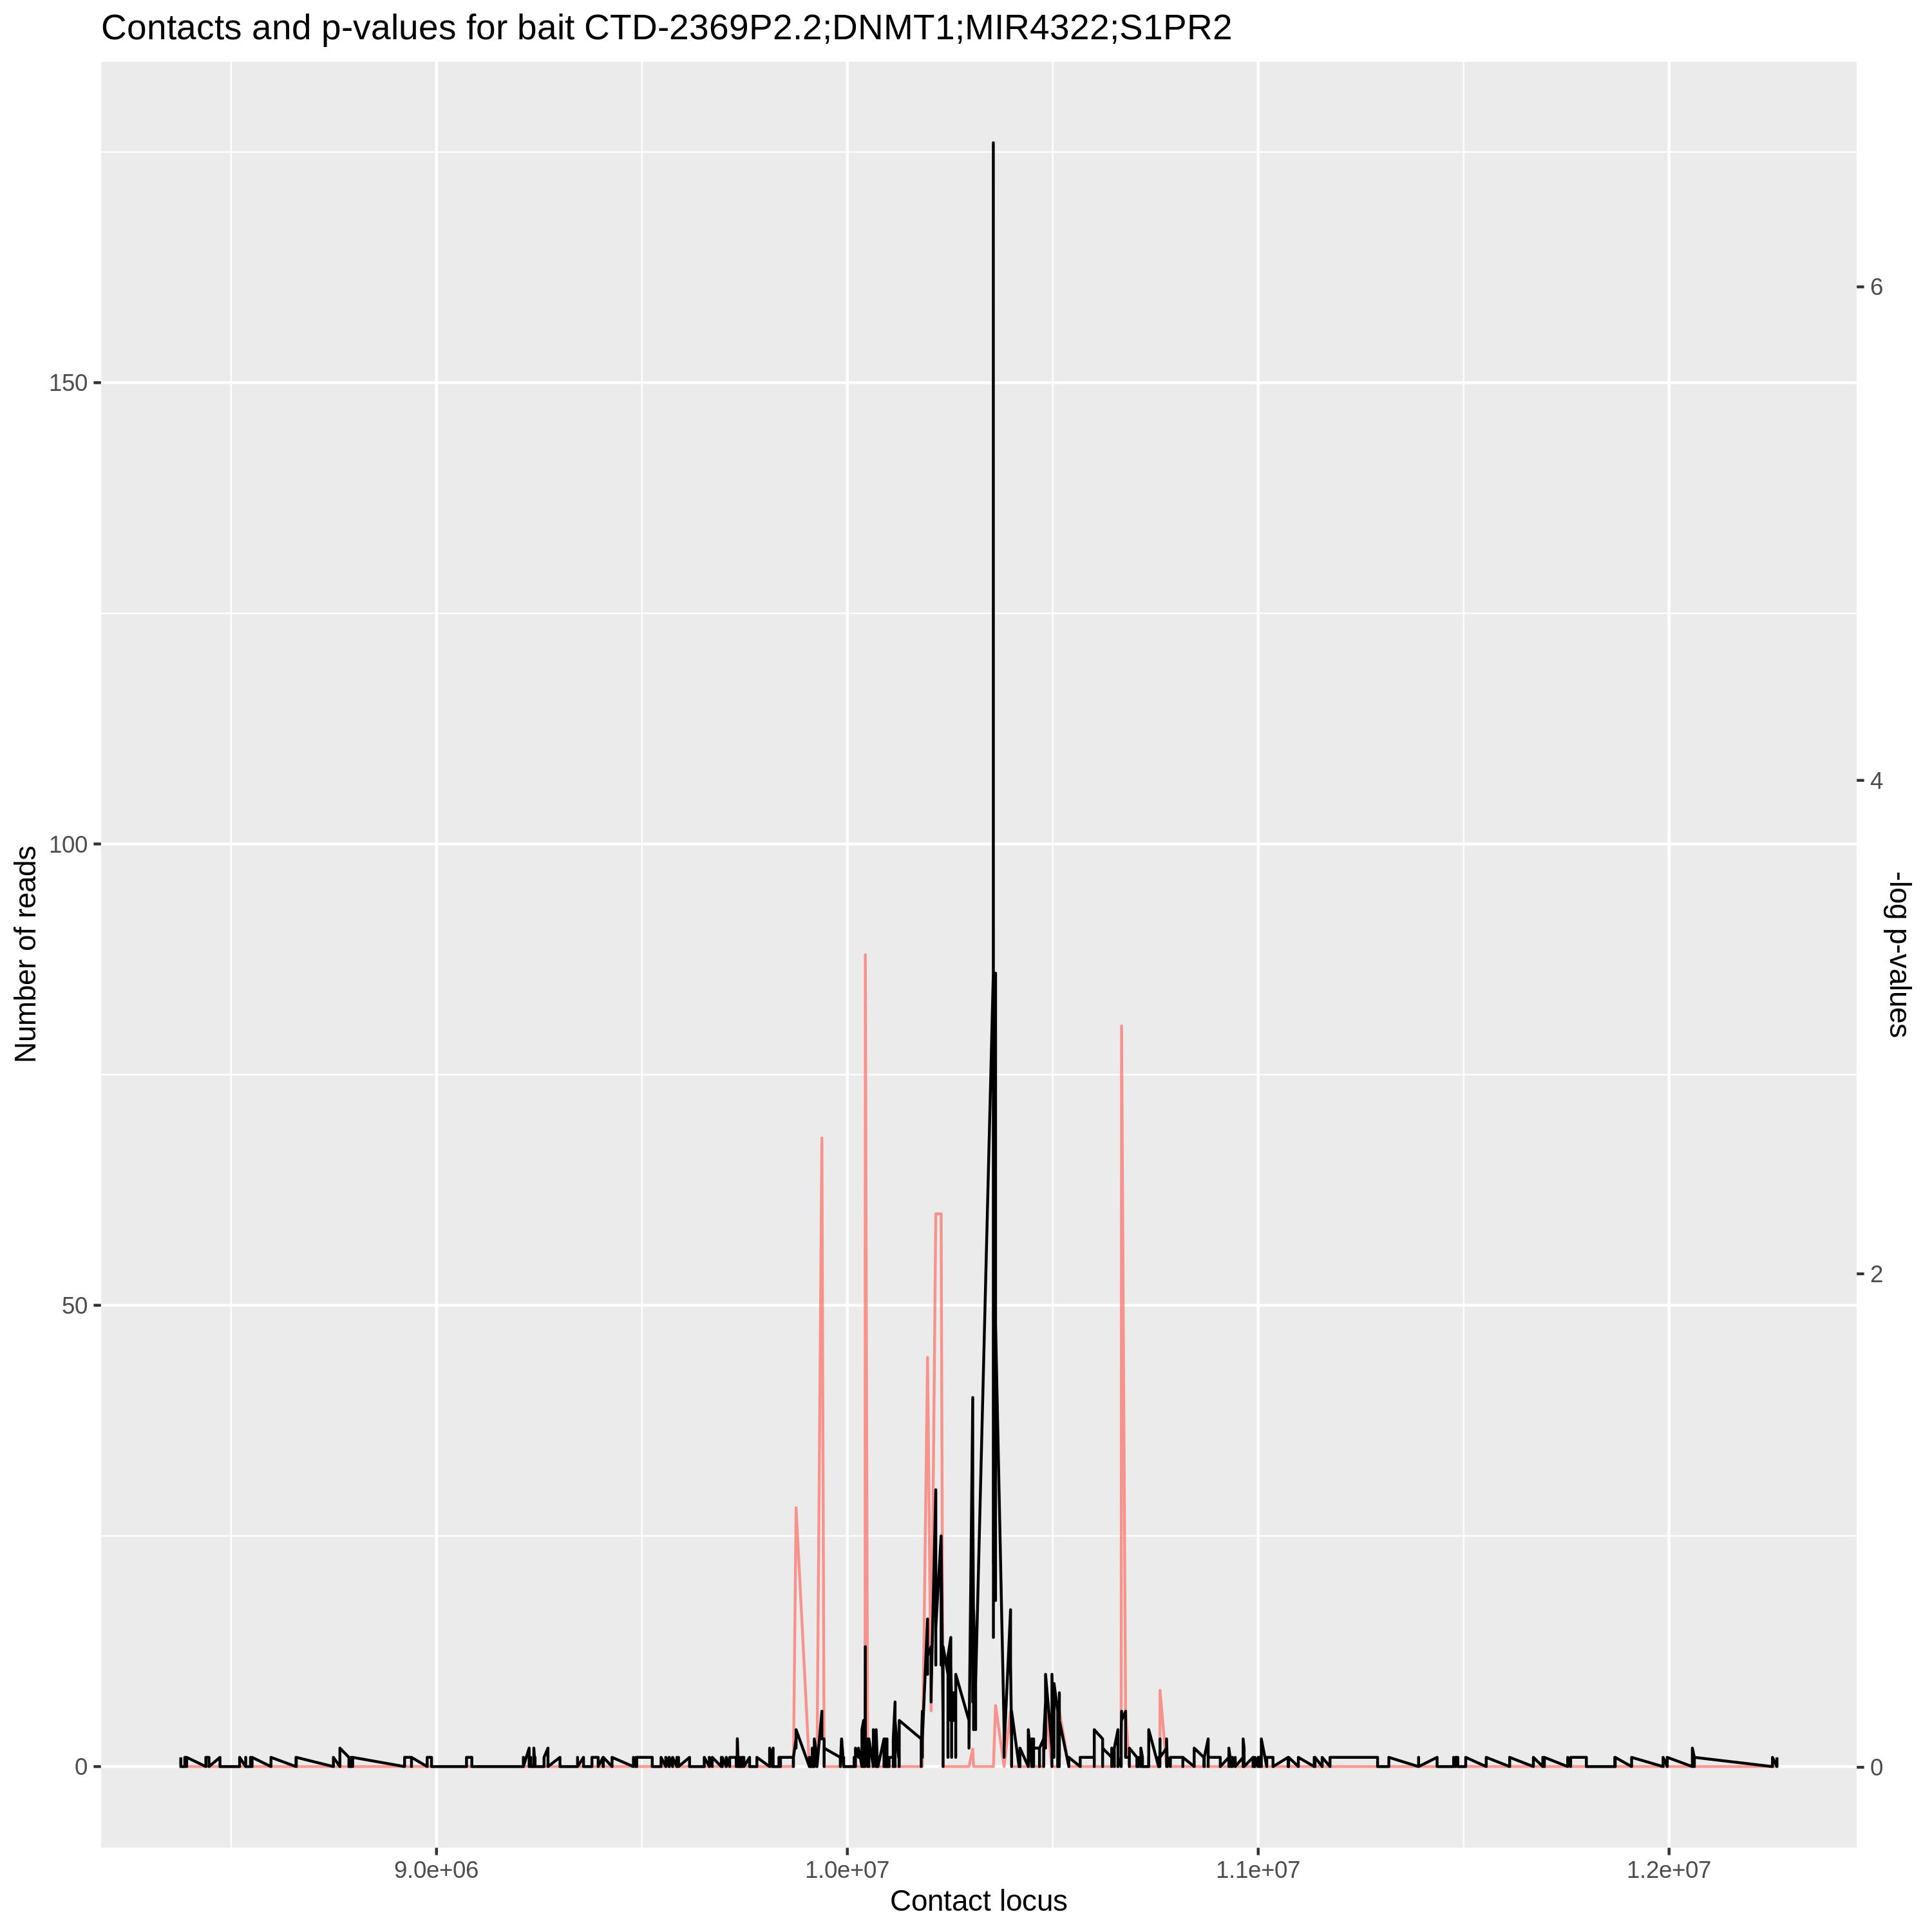 Contacts and p-values for bait CTD-2369P2.2;DNMT1;MIR4322;S1PR2
Number of reads
150
100
50
0
6
4
2
0
-log p-values
9.0e+06
1.0e+07
1.1e+07
1.2e+07
Contact locus